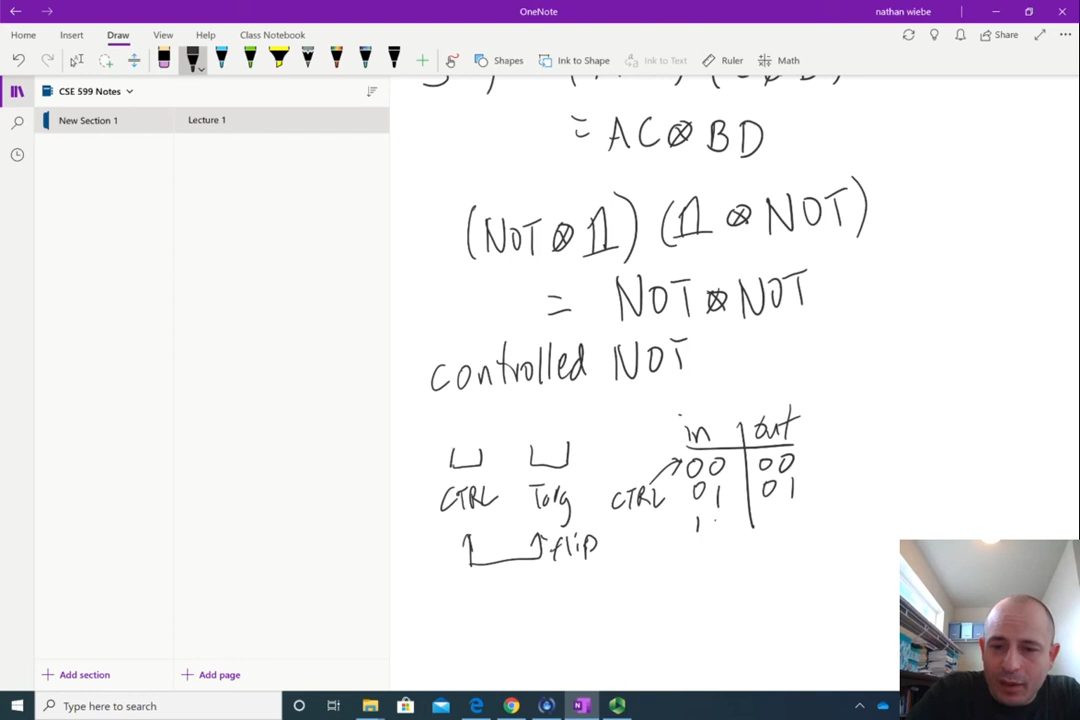 OneNote
nathan wiebe
Home Insert Draw View Help Class Notebook
Share
Shapes Ink to Shape Ink to Text Ruler Math
CSE 599 Notes
New Section 1
Lecture 1
= AC⊗BD
(NOT⊗𝟙) (𝟙⊗NOT)
= NOT⊗NOT
controlled NOT
in out
00 00
CTRL Targ CTRL 01 01
1
flip
Add section
Add page
Type here to search